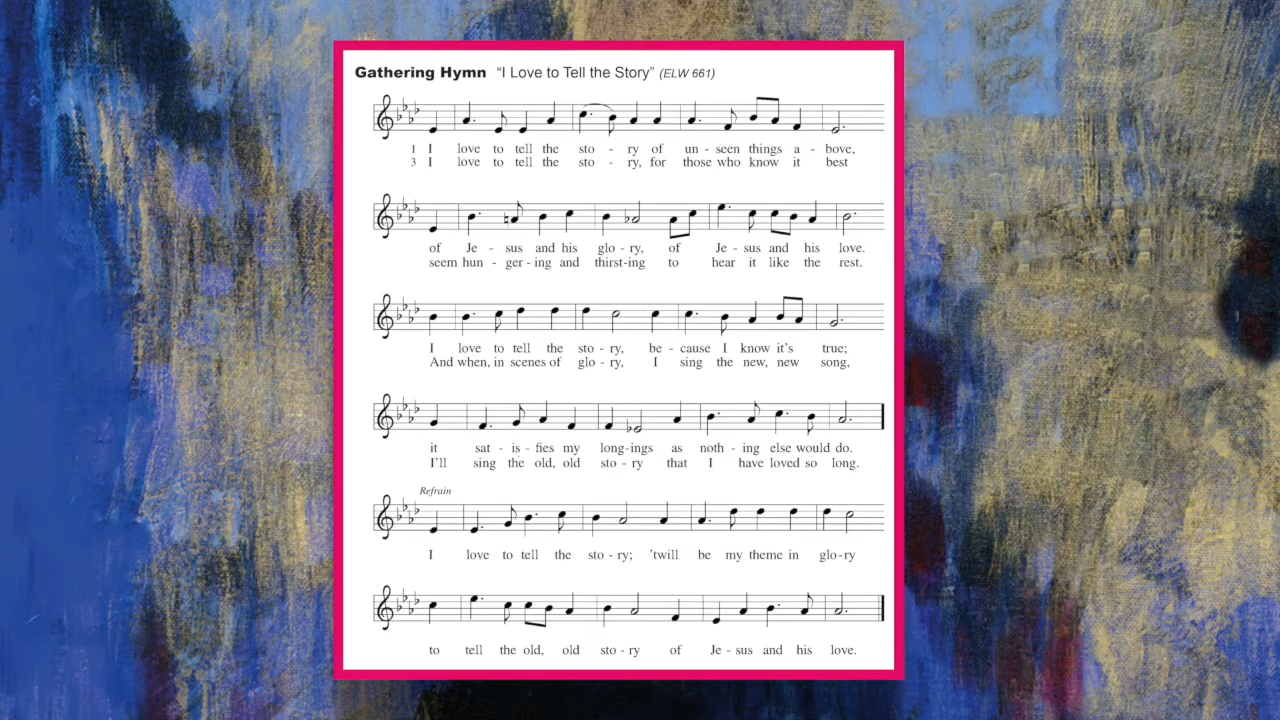 Gathering Hymn “I Love to Tell the Story” (ELW 661)
1 I love to tell the sto - ry of un - seen things a - bove,
3 I love to tell the sto - ry, for those who know it best
of Je - sus and his glo - ry, of Je - sus and his love.
seem hun - ger - ing and thirst - ing to hear it like the rest.
I love to tell the sto - ry, be - cause I know it's true;
And when, in scenes of glo - ry, I sing the new, new song,
it sat - is - fies my long - ings as noth - ing else would do.
I'll sing the old, old sto - ry that I have loved so long.
Refrain
I love to tell the sto - ry; 'twill be my theme in glo - ry
to tell the old, old sto - ry of Je - sus and his love.